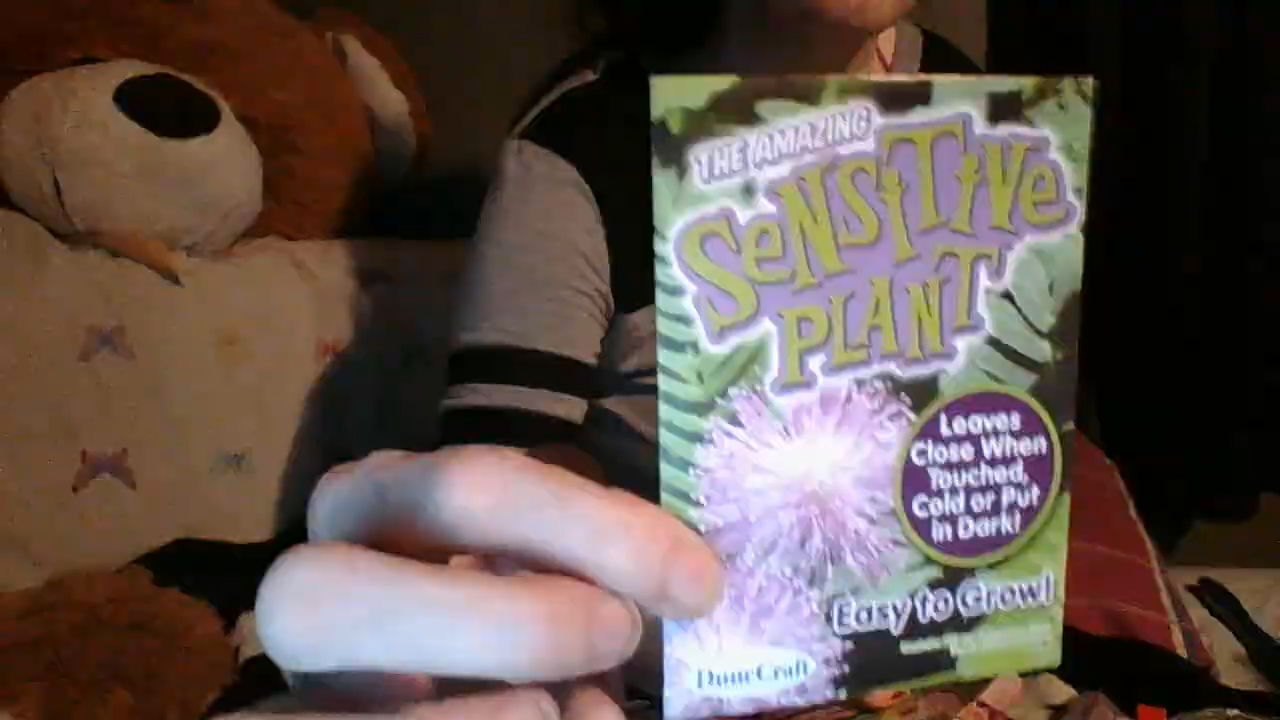 THE AMAZING
SeNSiTiVe
PLANT
Leaves
Close When
Touched,
Cold or Put
in Dark!
Easy to Grow!
DuneCraft